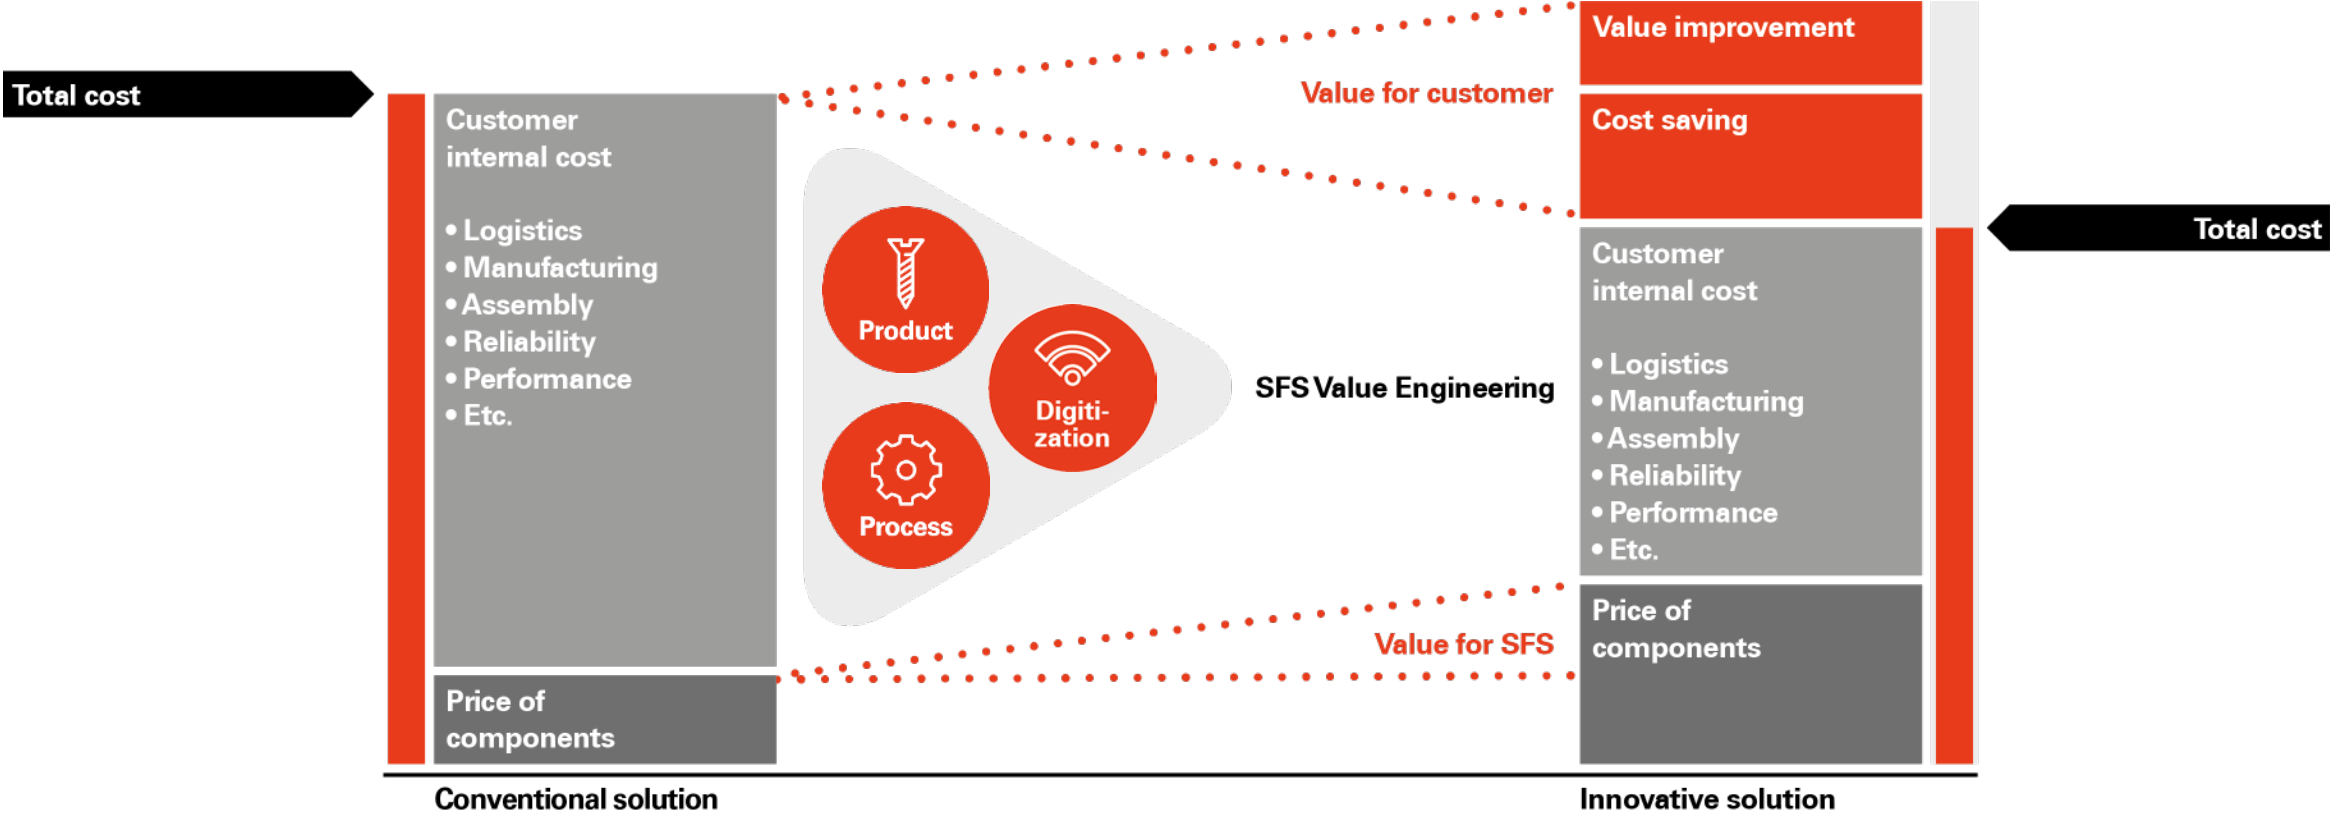 Total cost
Customer
internal cost
• Logistics
• Manufacturing
• Assembly
• Reliability
• Performance
• Etc.
Price of
components
Conventional solution
Product
Digiti-
zation
Process
SFS Value Engineering
Value for customer
Value for SFS
Value improvement
Cost saving
Customer
internal cost
• Logistics
• Manufacturing
• Assembly
• Reliability
• Performance
• Etc.
Price of
components
Innovative solution
Total cost